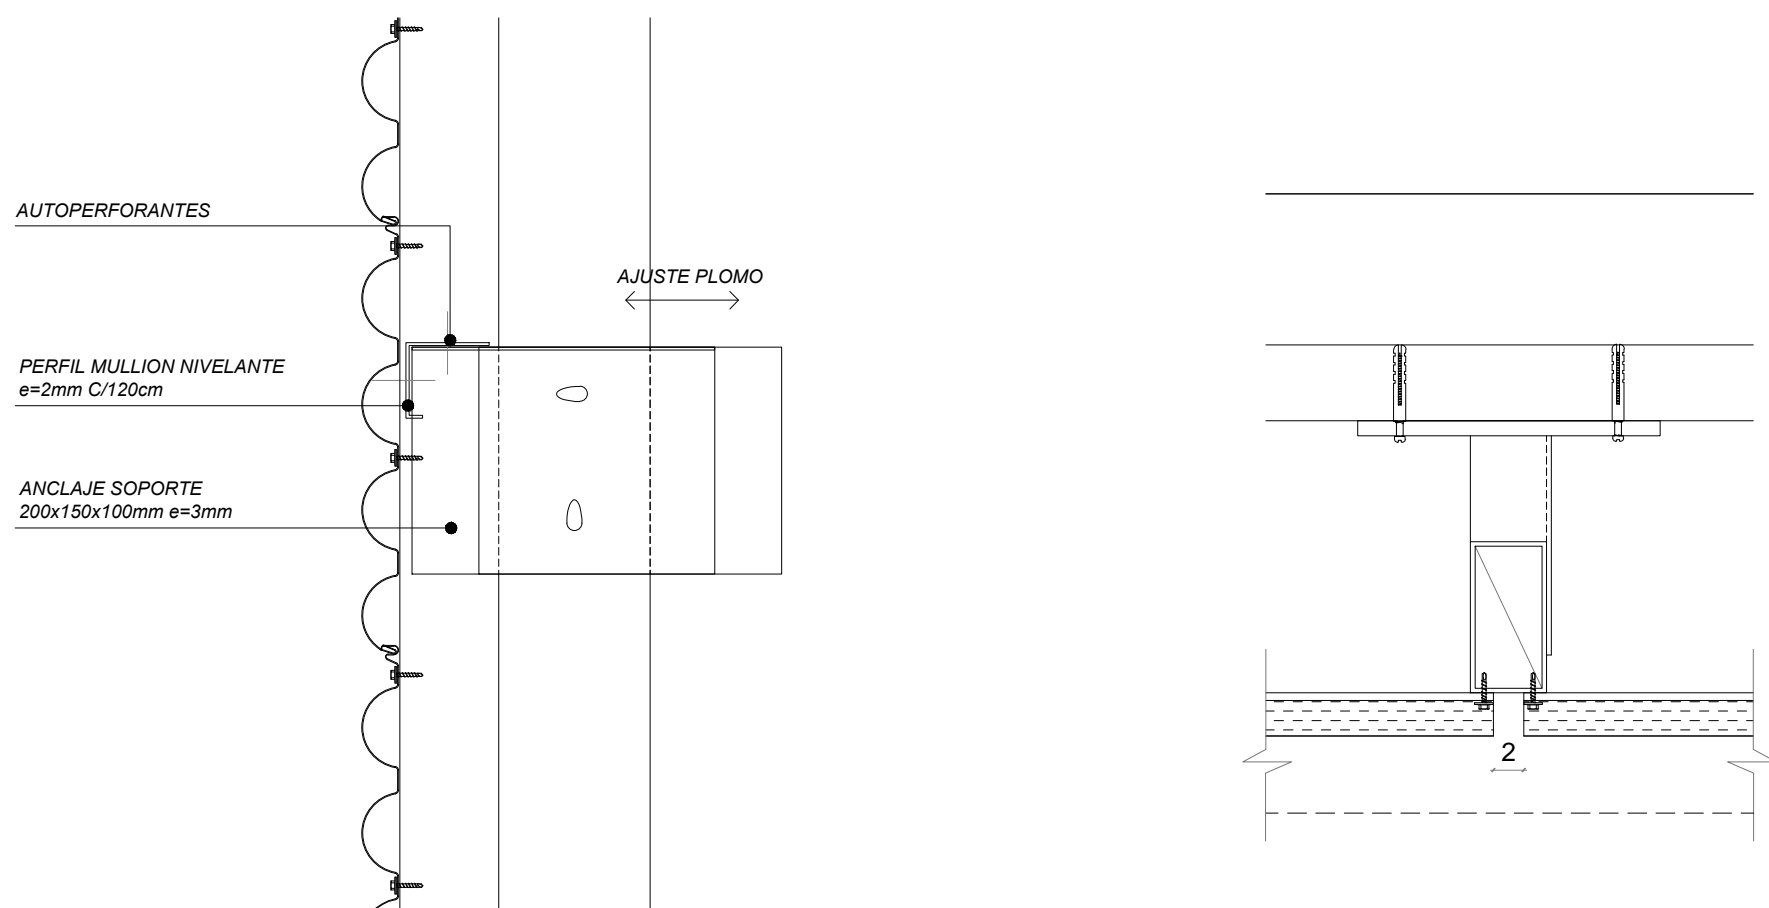 AUTOPERFORANTES
AJUSTE PLOMO
PERFIL MULLION NIVELANTE
e=2mm C/120cm
ANCLAJE SOPORTE
200x150x100mm e=3mm
2